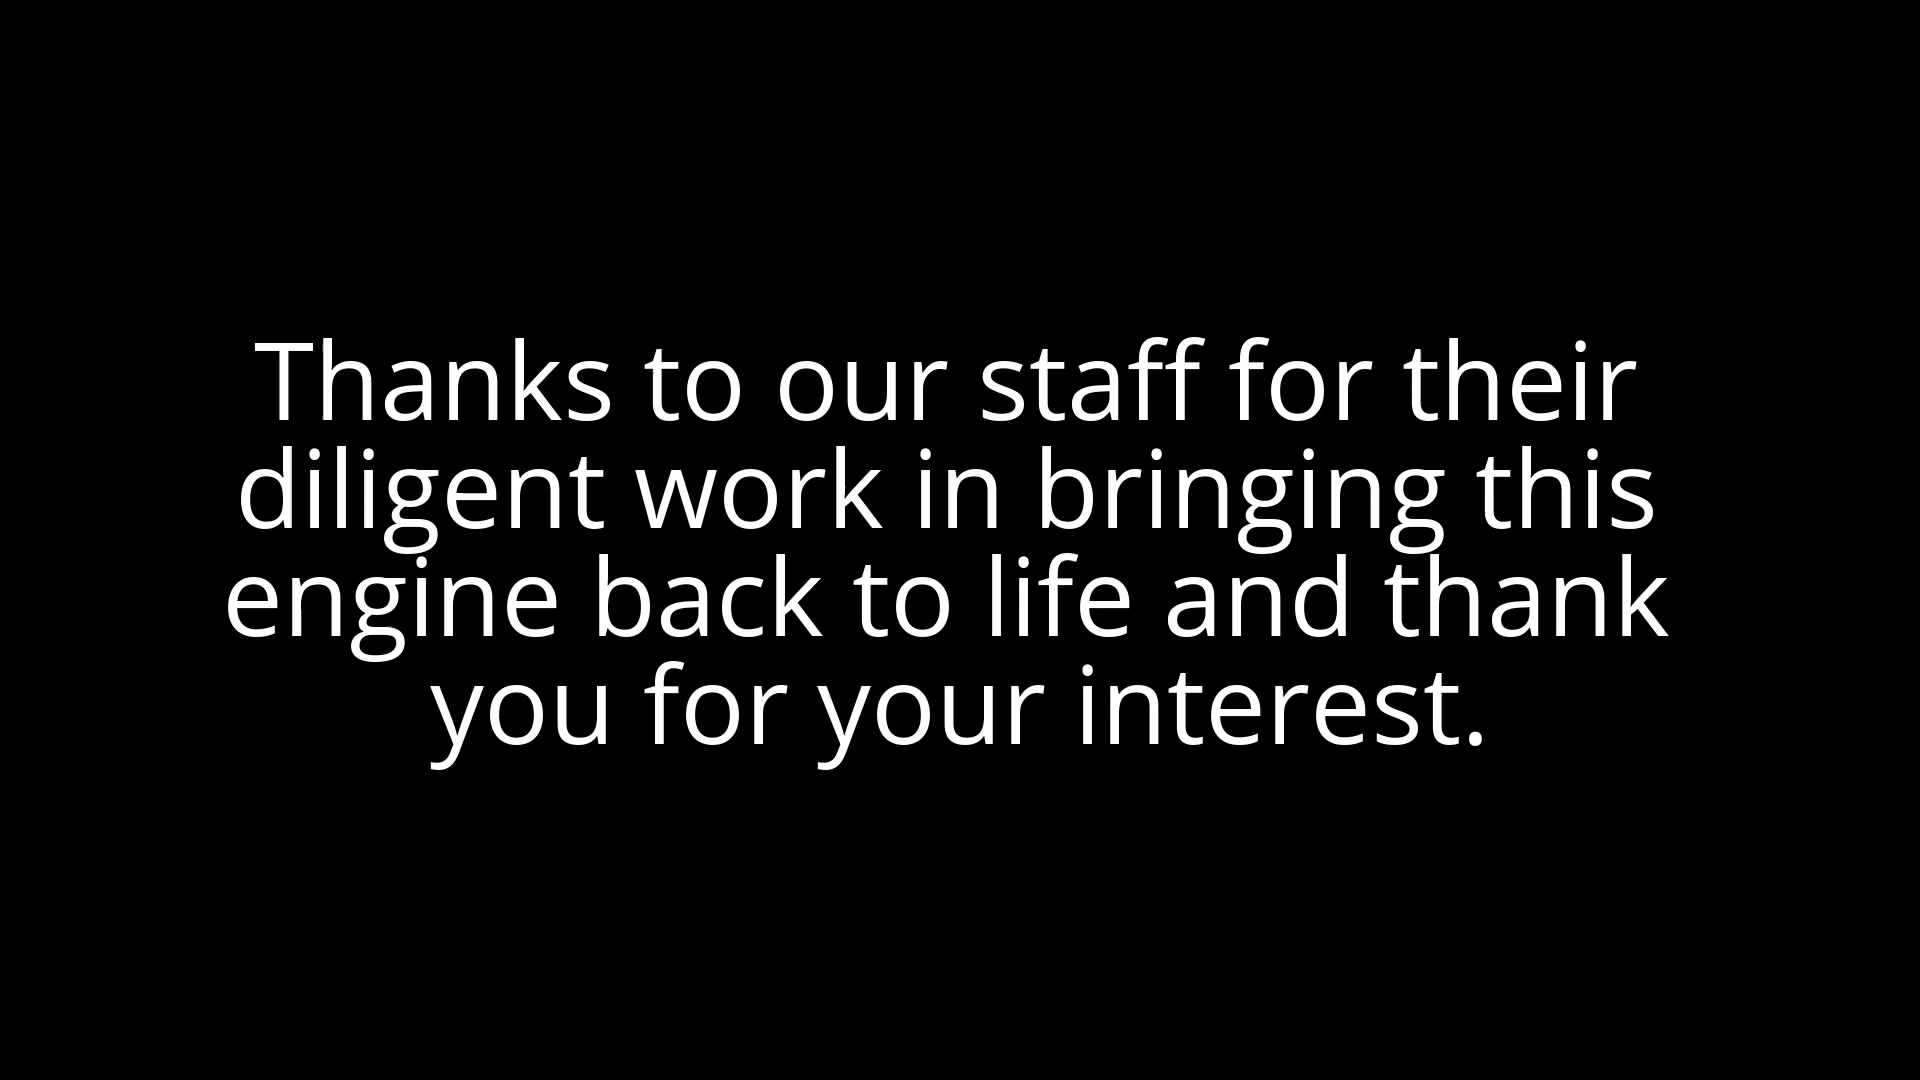 Thanks to our staff for their
diligent work in bringing this
engine back to life and thank
you for your interest.